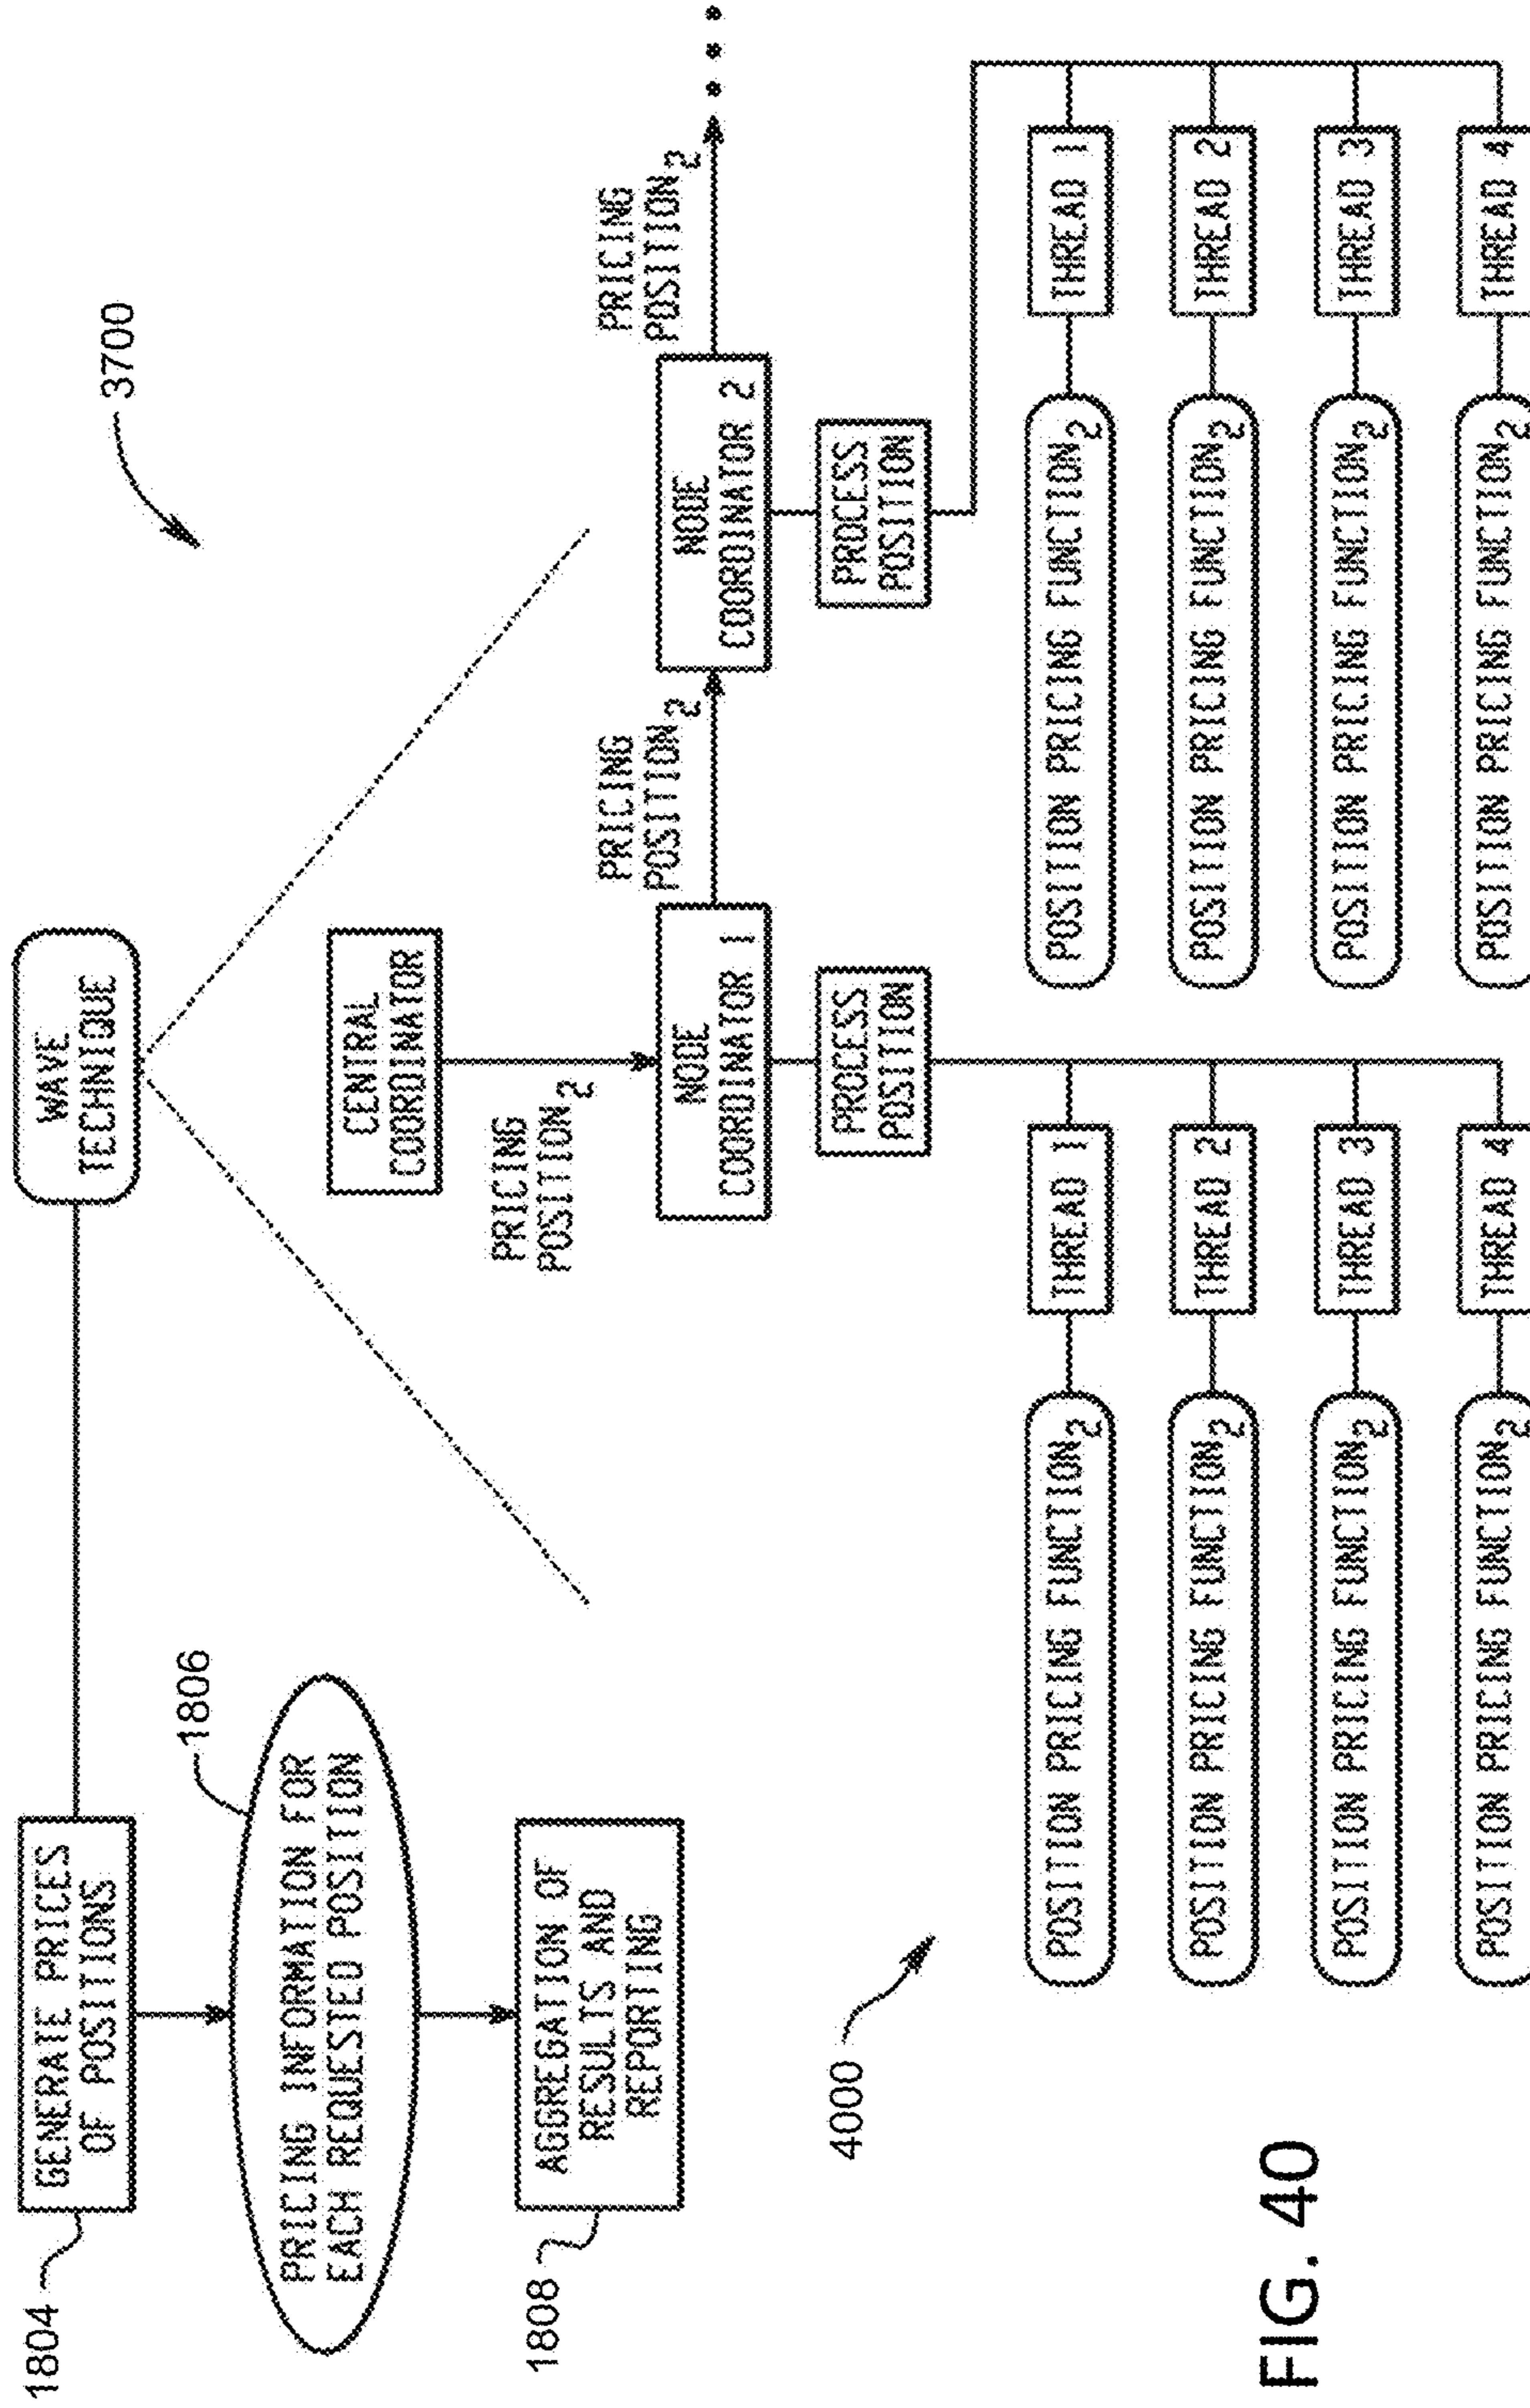 1804
GENERATE PRICES
OF POSITIONS
WAVE
TECHNIQUE
3700
1806
PRICING INFORMATION FOR
EACH REQUESTED POSITION
CENTRAL
COORDINATOR
PRICING
POSITION2
1808
AGGREGATION OF
RESULTS AND
REPORTING
PRICING
POSITION2
PRICING
POSITION2
NODE
COORDINATOR 1
NODE
COORDINATOR 2
4000
PROCESS
POSITION
PROCESS
POSITION
POSITION PRICING FUNCTION2
THREAD 1
POSITION PRICING FUNCTION2
THREAD 1
POSITION PRICING FUNCTION2
THREAD 2
POSITION PRICING FUNCTION2
THREAD 2
POSITION PRICING FUNCTION2
THREAD 3
POSITION PRICING FUNCTION2
THREAD 3
POSITION PRICING FUNCTION2
THREAD 4
POSITION PRICING FUNCTION2
THREAD 4
FIG. 40